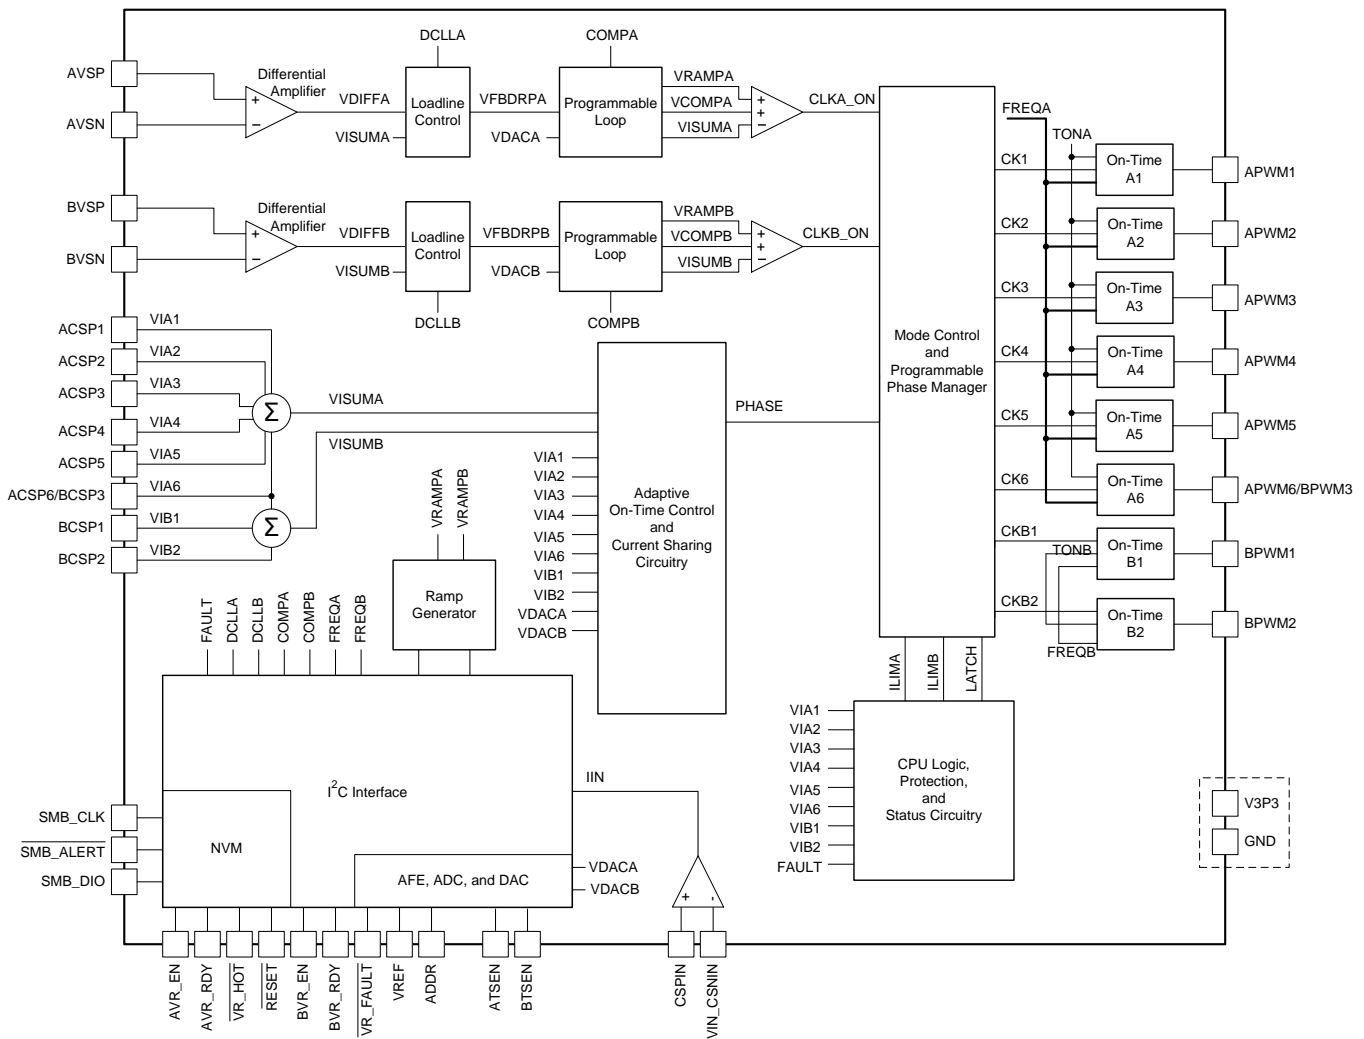 DCLLA
COMPA
AVSP
AVSN
Differential
Amplifier
+
−
VDIFFA
VISUMA
Loadline
Control
VFBDRPA
VDACA
Programmable
Loop
VRAMPA
VCOMPA
VISUMA
+
+
−
CLKA_ON
BVSP
BVSN
Differential
Amplifier
+
−
VDIFFB
VISUMB
Loadline
Control
DCLLB
VFBDRPB
VDACB
Programmable
Loop
COMPB
VRAMPB
VCOMPB
VISUMB
+
+
−
CLKB_ON
Mode Control
and
Programmable
Phase Manager
FREQA
TONA
CK1
On-Time
A1
APWM1
CK2
On-Time
A2
APWM2
CK3
On-Time
A3
APWM3
CK4
On-Time
A4
APWM4
CK5
On-Time
A5
APWM5
CK6
On-Time
A6
APWM6/BPWM3
CKB1
TONB
On-Time
B1
BPWM1
CKB2
On-Time
B2
BPWM2
FREQB
ACSP1
VIA1
ACSP2
VIA2
ACSP3
VIA3
ACSP4
VIA4
ACSP5
VIA5
ACSP6/BCSP3
VIA6
BCSP1
VIB1
BCSP2
VIB2
Σ
Σ
VISUMA
VISUMB
PHASE
VIA1
VIA2
VIA3
VIA4
VIA5
VIA6
VIB1
VIB2
VDACA
VDACB
Adaptive
On-Time Control
and
Current Sharing
Circuitry
VRAMPA
VRAMPB
Ramp
Generator
FAULT
DCLLA
DCLLB
COMPA
COMPB
FREQA
FREQB
I2C Interface
NVM
AFE, ADC, and DAC
VDACA
VDACB
IIN
SMB_CLK
SMB_ALERT
SMB_DIO
AVR_EN
AVR_RDY
VR_HOT
RESET
BVR_EN
BVR_RDY
VR_FAULT
VREF
ADDR
ATSEN
BTSEN
+
-
CSPIN
VIN_CSNIN
ILIMA
ILIMB
LATCH
VIA1
VIA2
VIA3
VIA4
VIA5
VIA6
VIB1
VIB2
FAULT
CPU Logic,
Protection,
and
Status Circuitry
V3P3
GND